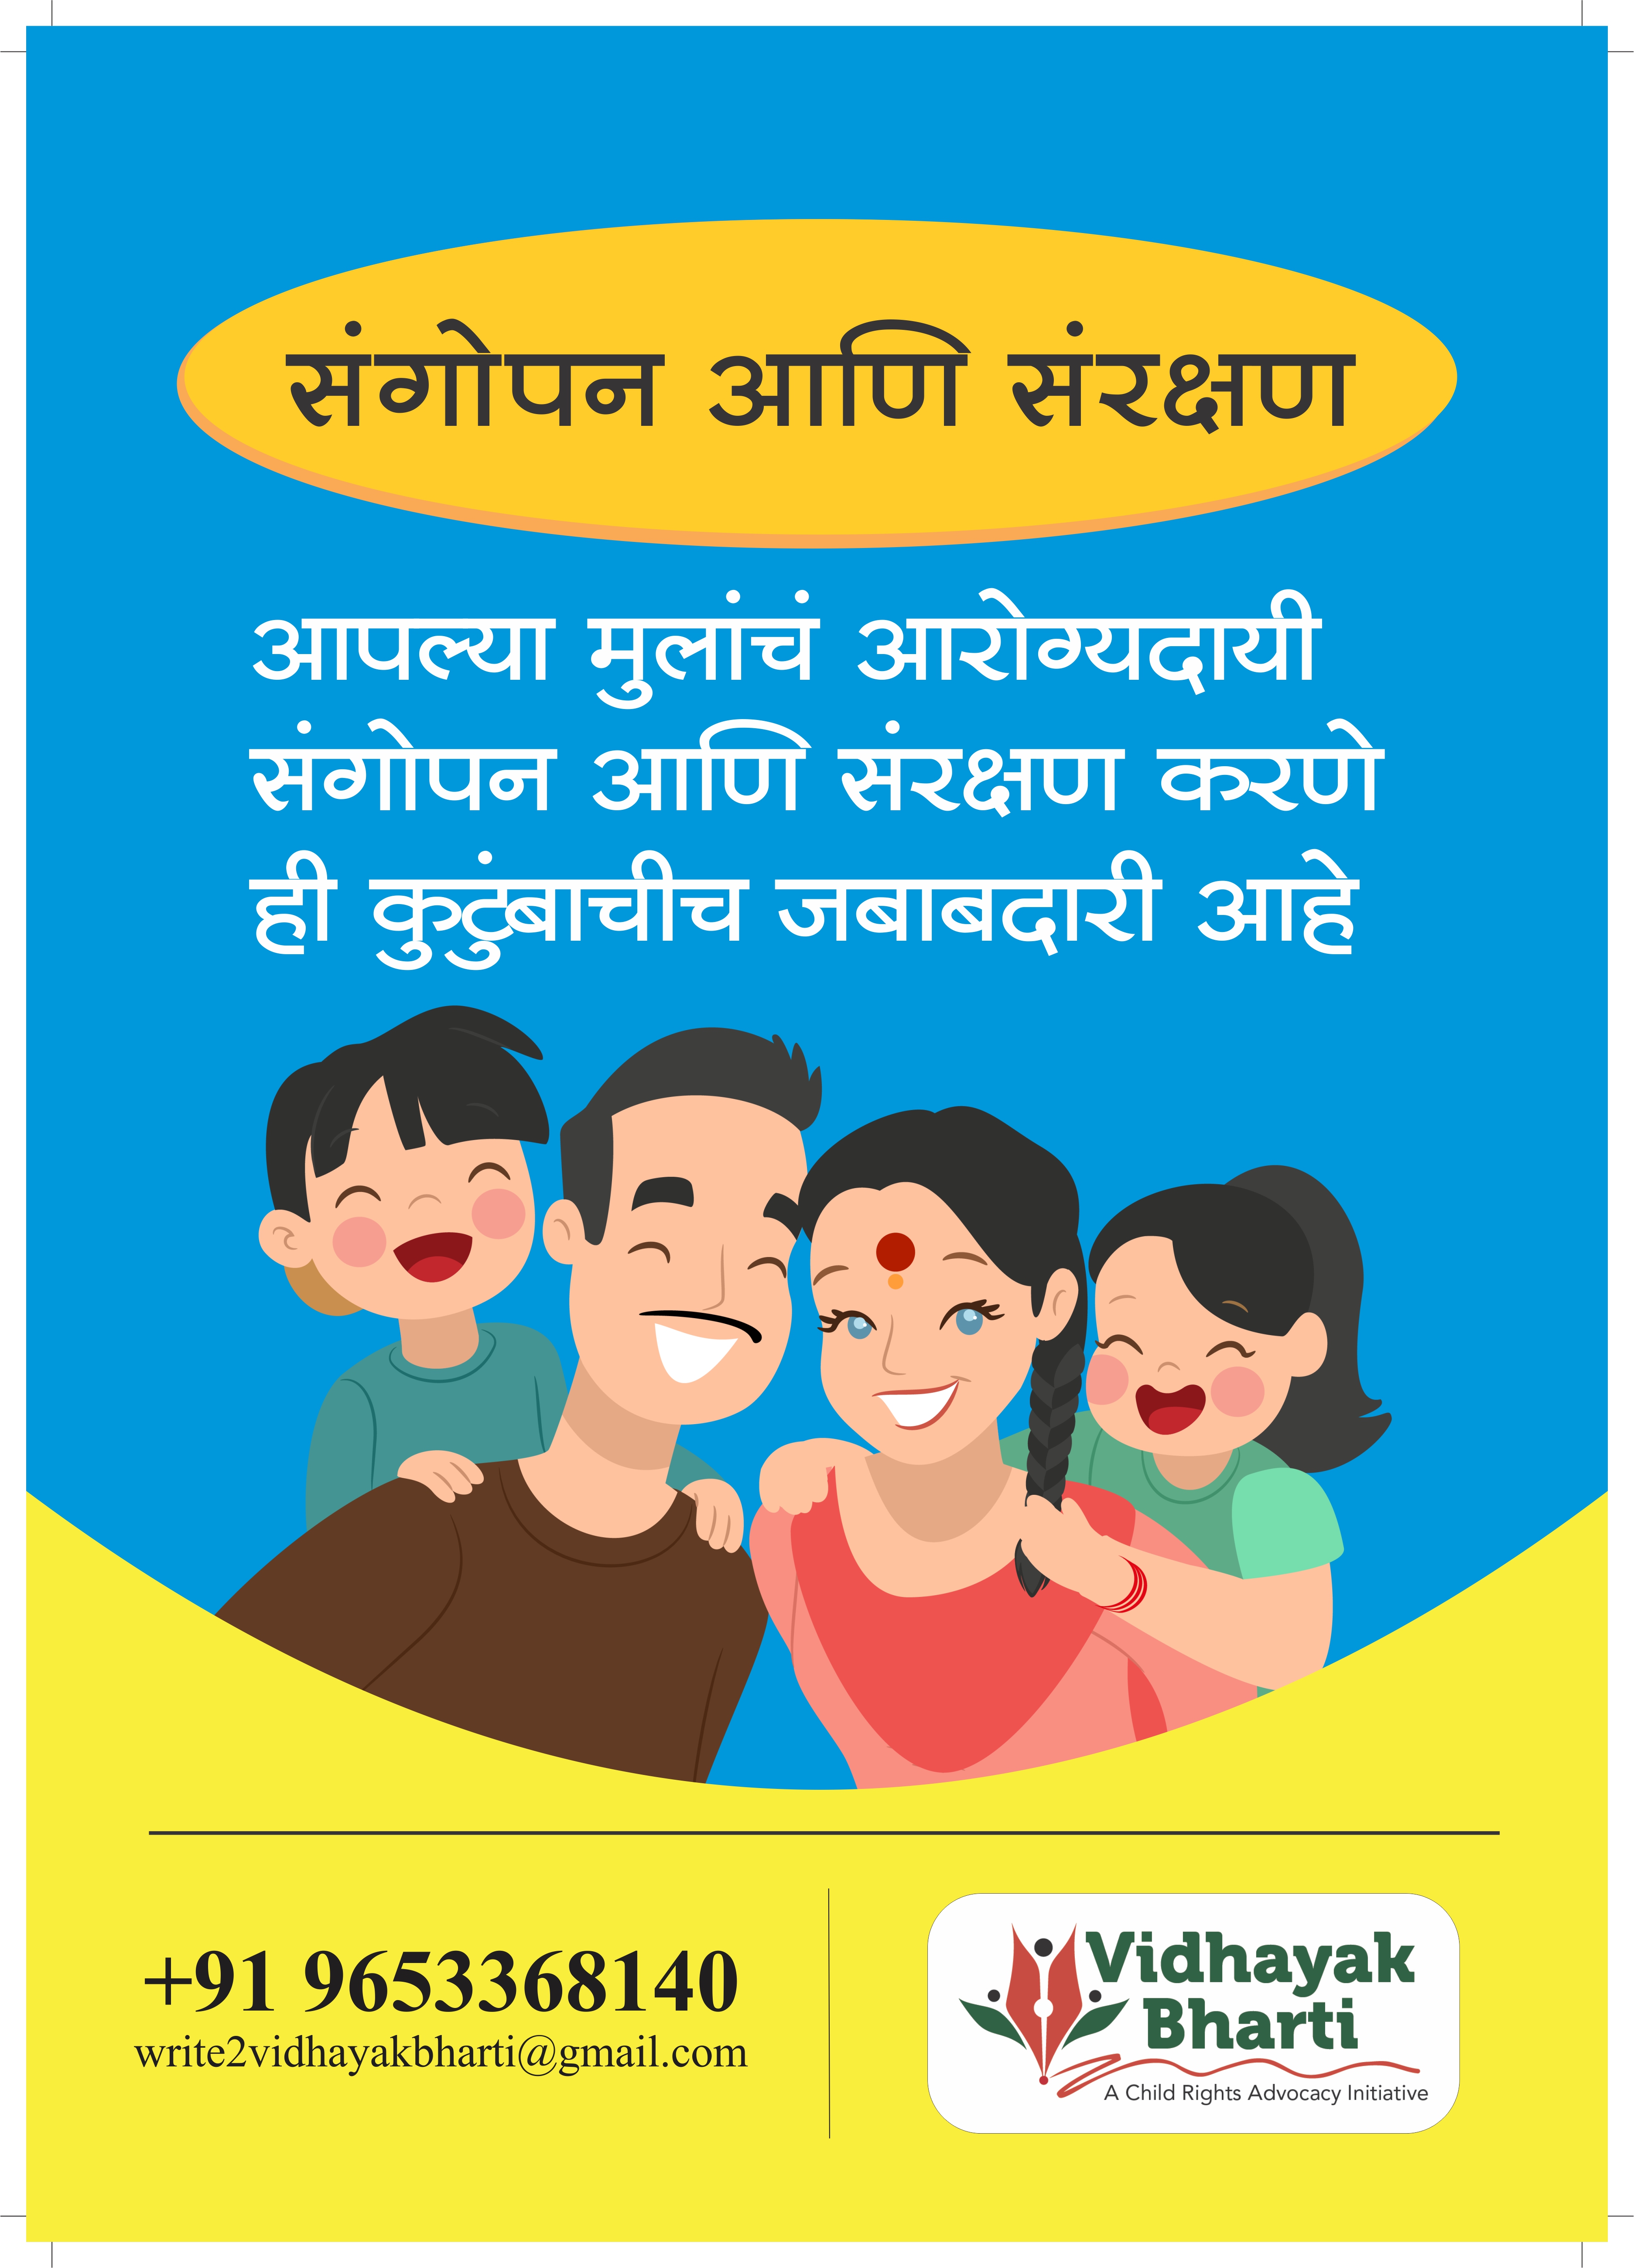 संगोपन आणि संरक्षण
आपल्या मुलांचं आरोग्यदायी
संगोपन आणि संरक्षण करणे
ही कुटुंबाचीच जबाबदारी आहे
+91 9653368140
write2vidhayakbharti@gmail.com
Vidhayak
Bharti
A Child Rights Advocacy Initiative